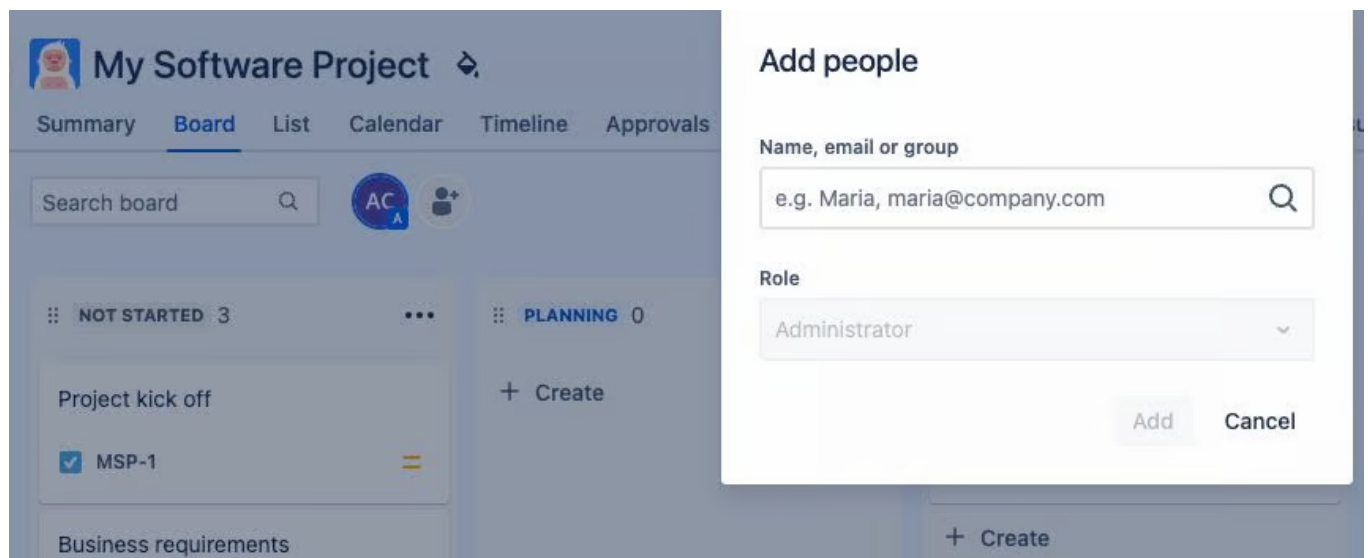 My Software Project
Summary Board List Calendar Timeline Approvals
Search board
AC
A
NOT STARTED 3
PLANNING 0
Project kick off
+ Create
MSP-1
Business requirements
+ Create
Add people
Name, email or group
e.g. Maria, maria@company.com
Role
Administrator
Add Cancel